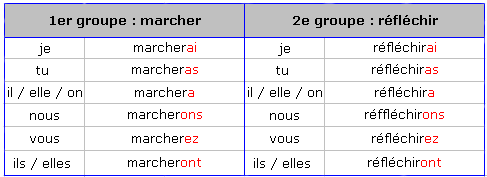 1er groupe : marcher 2e groupe : réfléchir
je marcherai je réfléchirai
tu marcheras tu réfléchiras
il / elle / on marchera il / elle / on réfléchira
nous marcherons nous réffléchirons
vous marcherez vous réfléchirez
ils / elles marcheront ils / elles réfléchiront